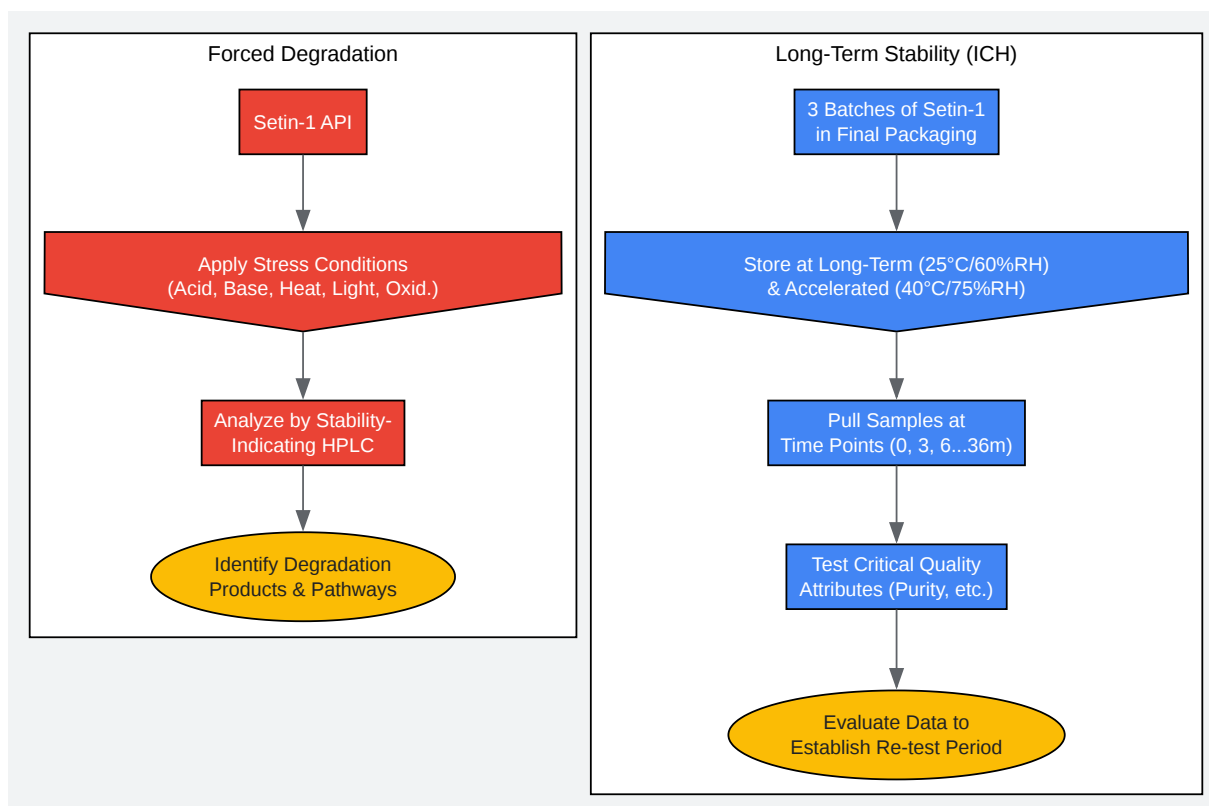 Forced Degradation
Setin-1 API
Apply Stress Conditions
(Acid, Base, Heat, Light, Oxid.)
Analyze by Stability-
Indicating HPLC
Identify Degradation
Products & Pathways
Long-Term Stability (ICH)
3 Batches of Setin-1
in Final Packaging
Store at Long-Term (25°C/60%RH)
& Accelerated (40°C/75%RH)
Pull Samples at
Time Points (0, 3, 6...36m)
Test Critical Quality
Attributes (Purity, etc.)
Evaluate Data to
Establish Re-test Period